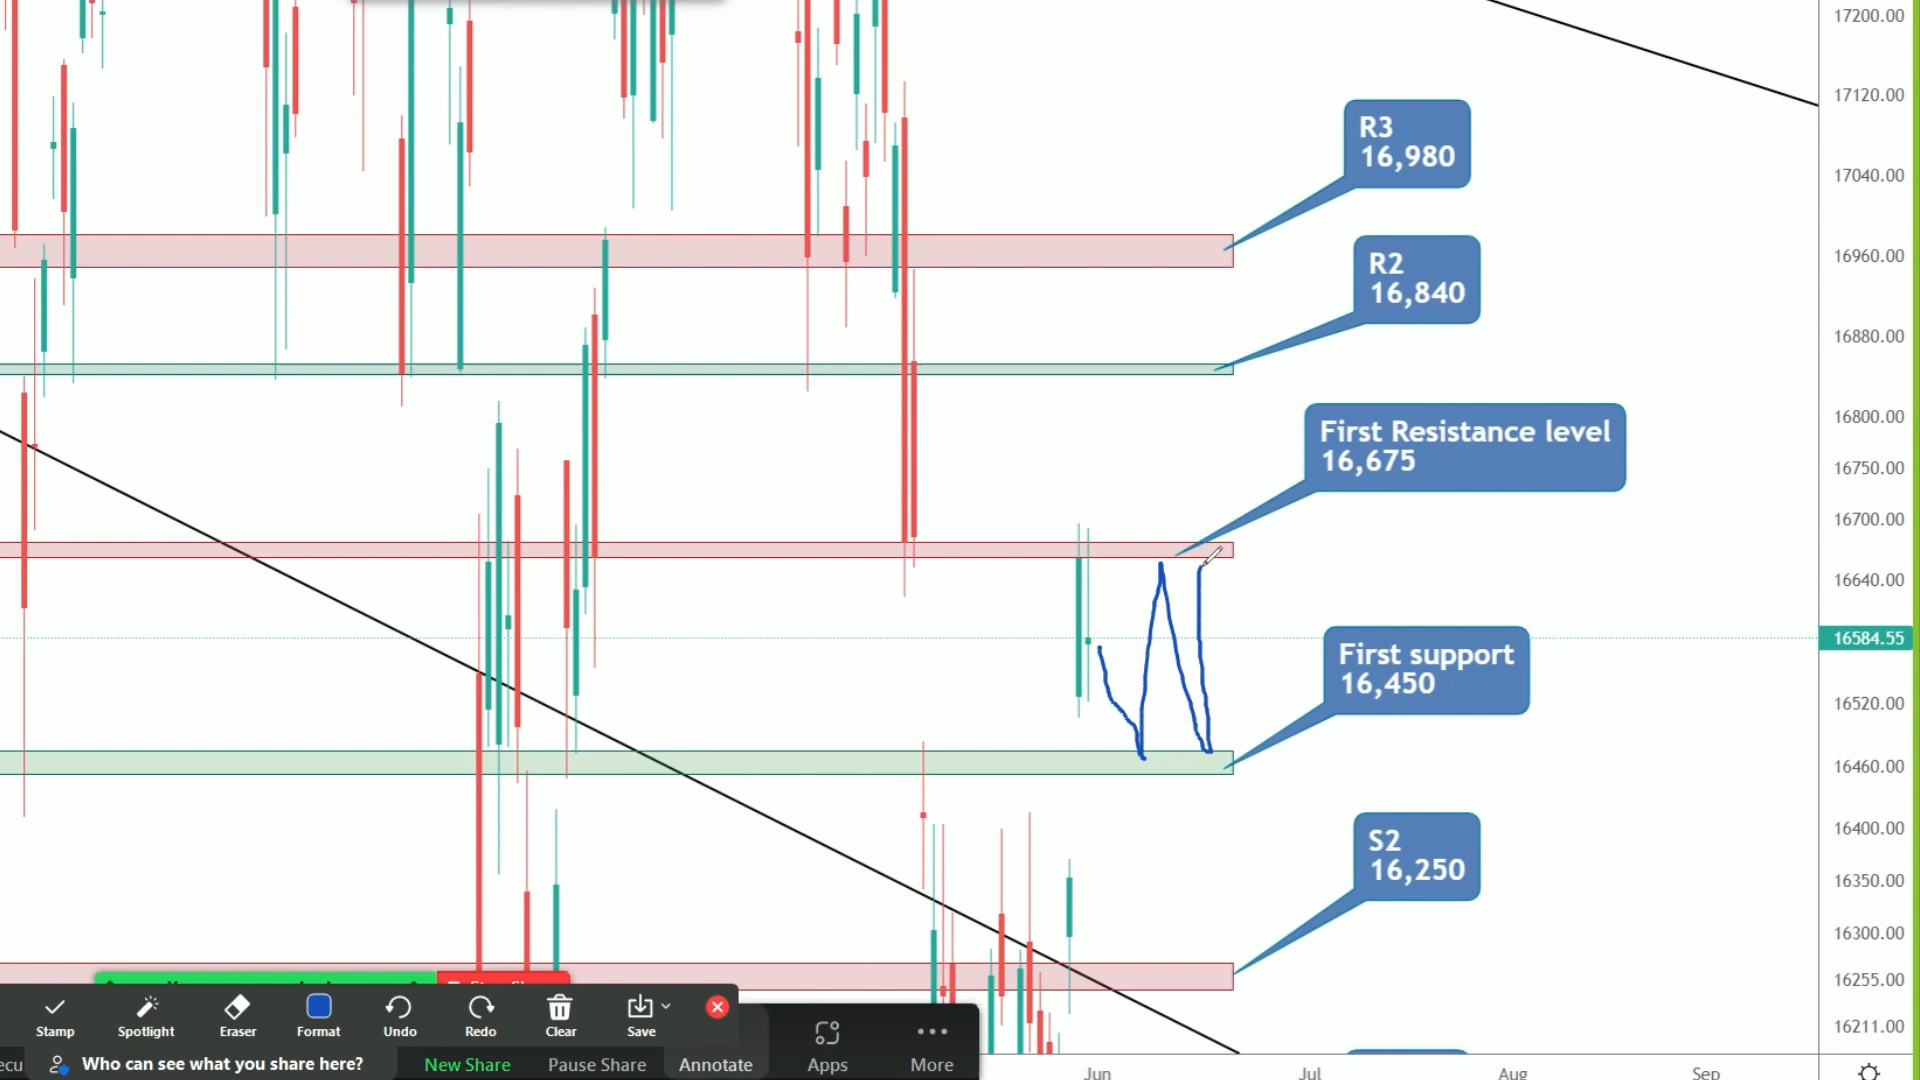 17200.00
17120.00
R3
16,980
17040.00
16960.00
R2
16,840
16880.00
16800.00
First Resistance level
16,675
16750.00
16700.00
16640.00
16584.55
First support
16,450
16520.00
16460.00
16400.00
S2
16,250
16350.00
16300.00
16255.00
16211.00
Stamp
Spotlight
Eraser
Format
Undo
Redo
Clear
Save
Who can see what you share here?
New Share
Pause Share
Annotate
Apps
More
Jun
Jul
Aug
Sep